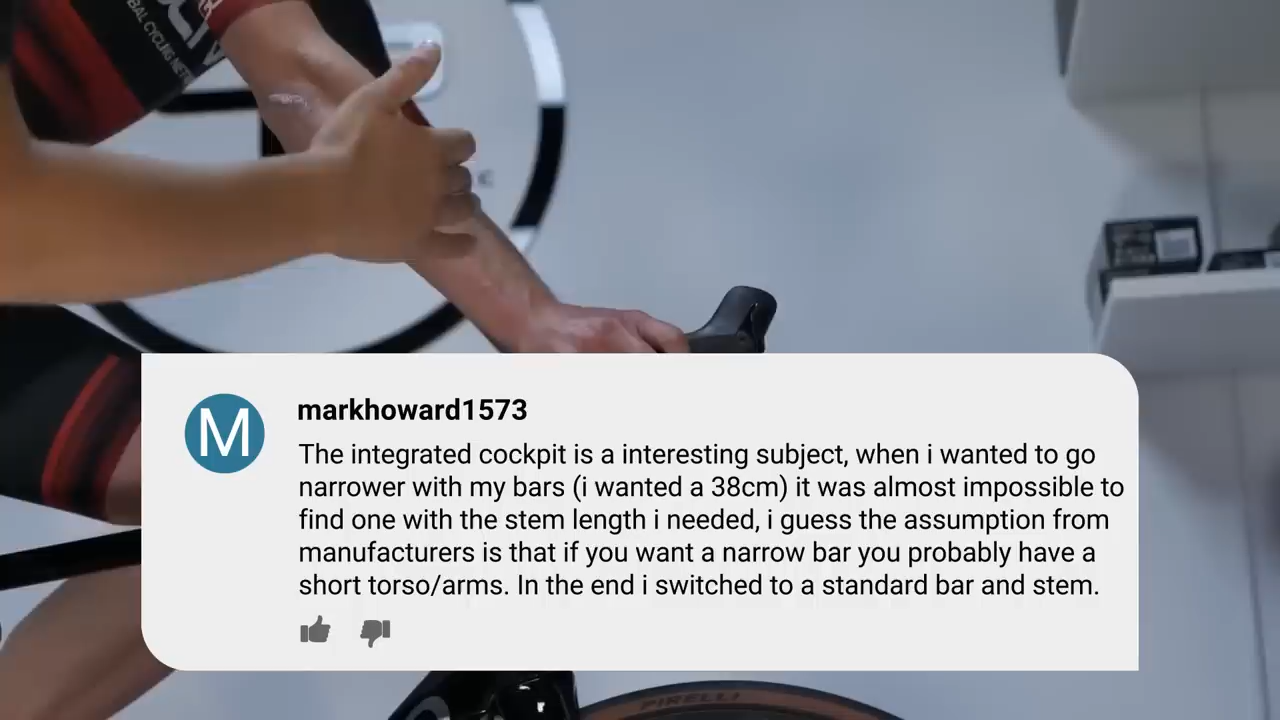 BAL CYCLING NET
markhoward1573
M
The integrated cockpit is a interesting subject, when i wanted to go
narrower with my bars (i wanted a 38cm) it was almost impossible to
find one with the stem length i needed, i guess the assumption from
manufacturers is that if you want a narrow bar you probably have a
short torso/arms. In the end i switched to a standard bar and stem.
PIRELLI